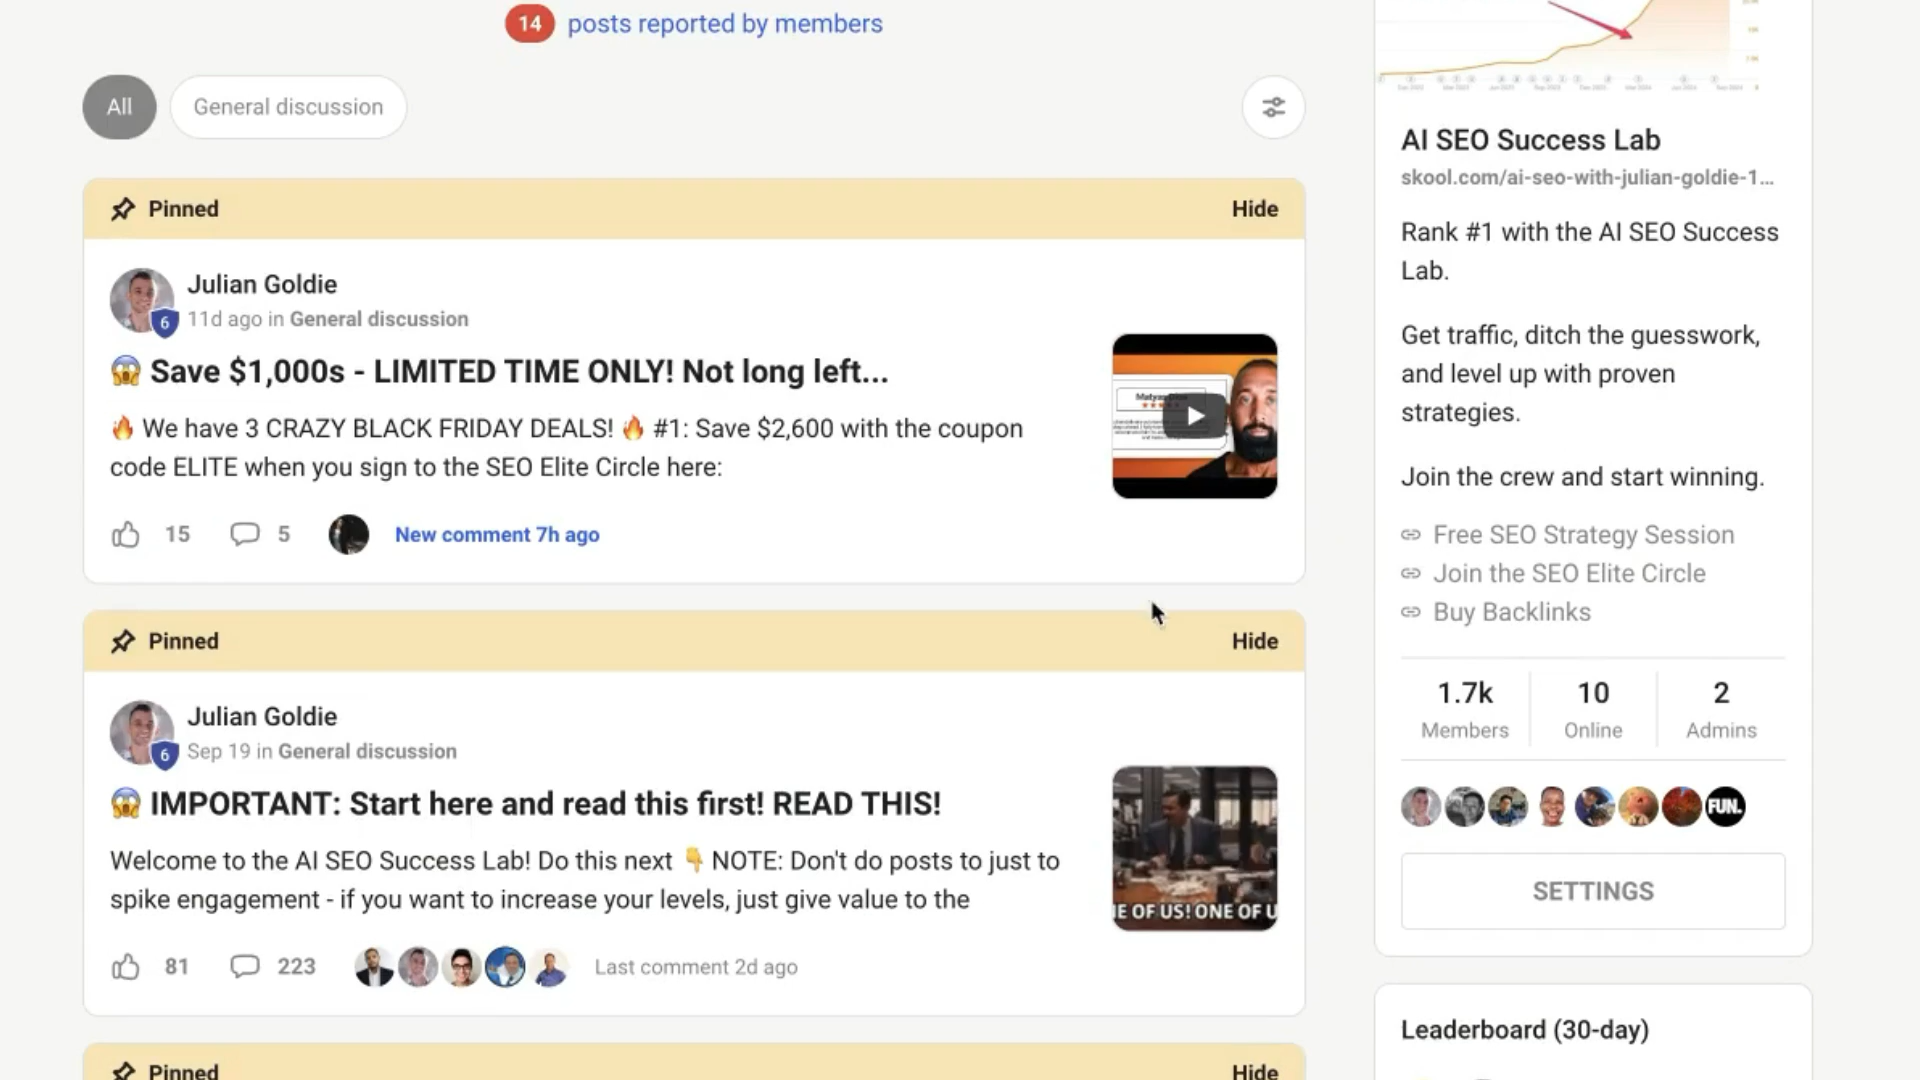 14 posts reported by members
All
General discussion
Pinned
Hide
Julian Goldie
6
11d ago in General discussion
😱 Save $1,000s - LIMITED TIME ONLY! Not long left...
🔥 We have 3 CRAZY BLACK FRIDAY DEALS! 🔥 #1: Save $2,600 with the coupon
code ELITE when you sign to the SEO Elite Circle here:
15
5
New comment 7h ago
Pinned
Hide
Julian Goldie
6
Sep 19 in General discussion
😱 IMPORTANT: Start here and read this first! READ THIS!
Welcome to the AI SEO Success Lab! Do this next 👇 NOTE: Don't do posts to just to
spike engagement - if you want to increase your levels, just give value to the
E OF US! ONE OF U
81
223
Last comment 2d ago
Pinned
Hide
AI SEO Success Lab
skool.com/ai-seo-with-julian-goldie-1...
Rank #1 with the AI SEO Success
Lab.
Get traffic, ditch the guesswork,
and level up with proven
strategies.
Join the crew and start winning.
Free SEO Strategy Session
Join the SEO Elite Circle
Buy Backlinks
1.7k
Members
10
Online
2
Admins
FUN.
SETTINGS
Leaderboard (30-day)